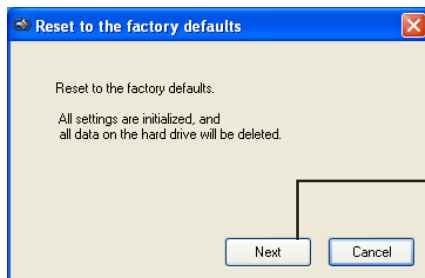 Reset to the factory defaults
Reset to the factory defaults.
All settings are initialized, and
all data on the hard drive will be deleted.
Next Cancel